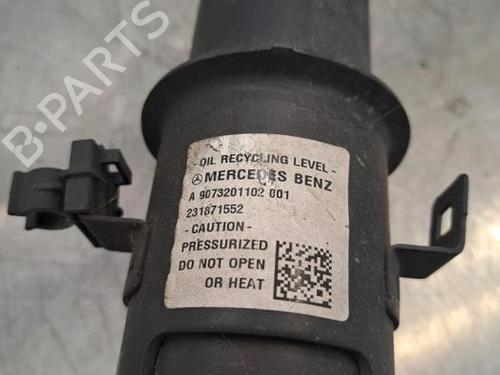 - OIL RECYCLING LEVEL -
MERCEDES BENZ
A 9073201102 001
231871552
- CAUTION -
PRESSURIZED
DO NOT OPEN
OR HEAT
B-PARTS